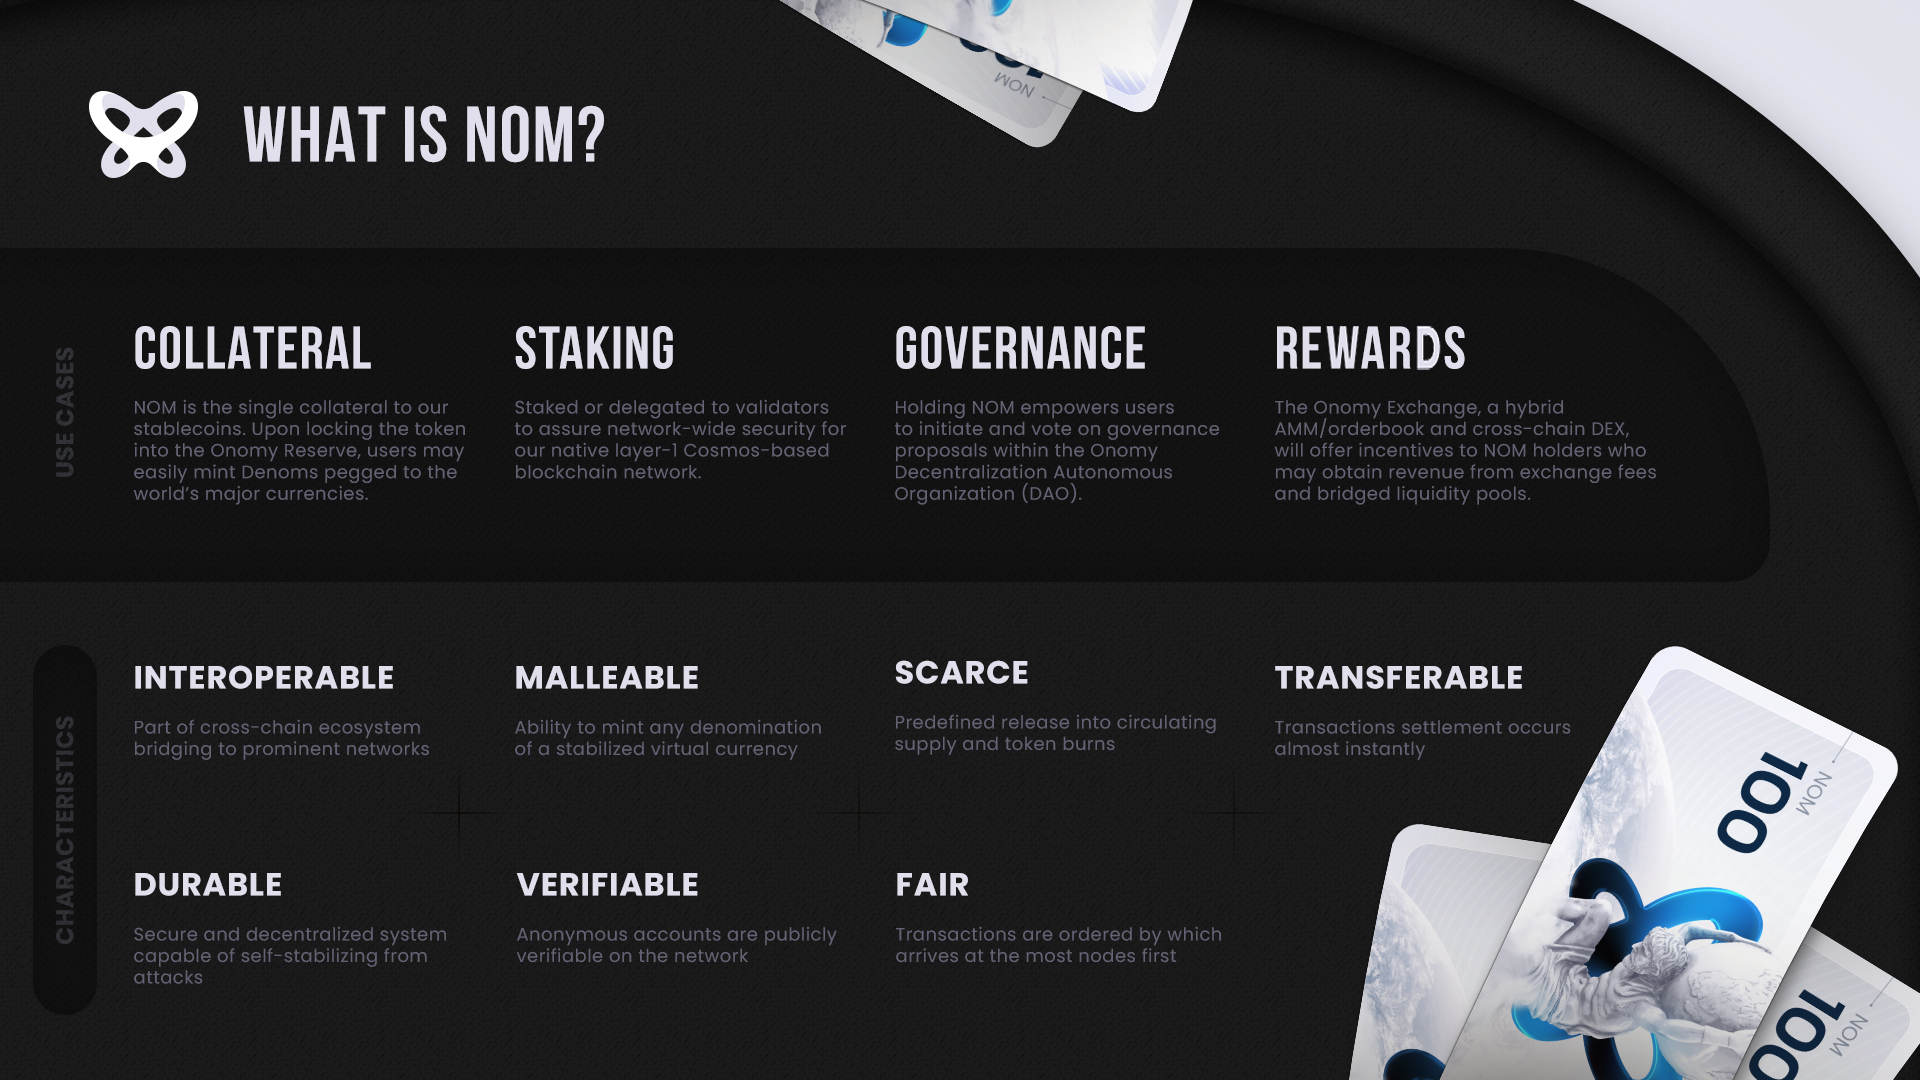 WHAT IS NOM?
NOM
USE CASES
COLLATERAL
NOM is the single collateral to our
stablecoins. Upon locking the token
into the Onomy Reserve, users may
easily mint Denoms pegged to the
world’s major currencies.
STAKING
Staked or delegated to validators
to assure network-wide security for
our native layer-1 Cosmos-based
blockchain network.
GOVERNANCE
Holding NOM empowers users
to initiate and vote on governance
proposals within the Onomy
Decentralization Autonomous
Organization (DAO).
REWARDS
The Onomy Exchange, a hybrid
AMM/orderbook and cross-chain DEX,
will offer incentives to NOM holders who
may obtain revenue from exchange fees
and bridged liquidity pools.
CHARACTERISTICS
INTEROPERABLE
Part of cross-chain ecosystem
bridging to prominent networks
MALLEABLE
Ability to mint any denomination
of a stabilized virtual currency
SCARCE
Predefined release into circulating
supply and token burns
TRANSFERABLE
Transactions settlement occurs
almost instantly
DURABLE
Secure and decentralized system
capable of self-stabilizing from
attacks
VERIFIABLE
Anonymous accounts are publicly
verifiable on the network
FAIR
Transactions are ordered by which
arrives at the most nodes first
100
NOM
100
NOM